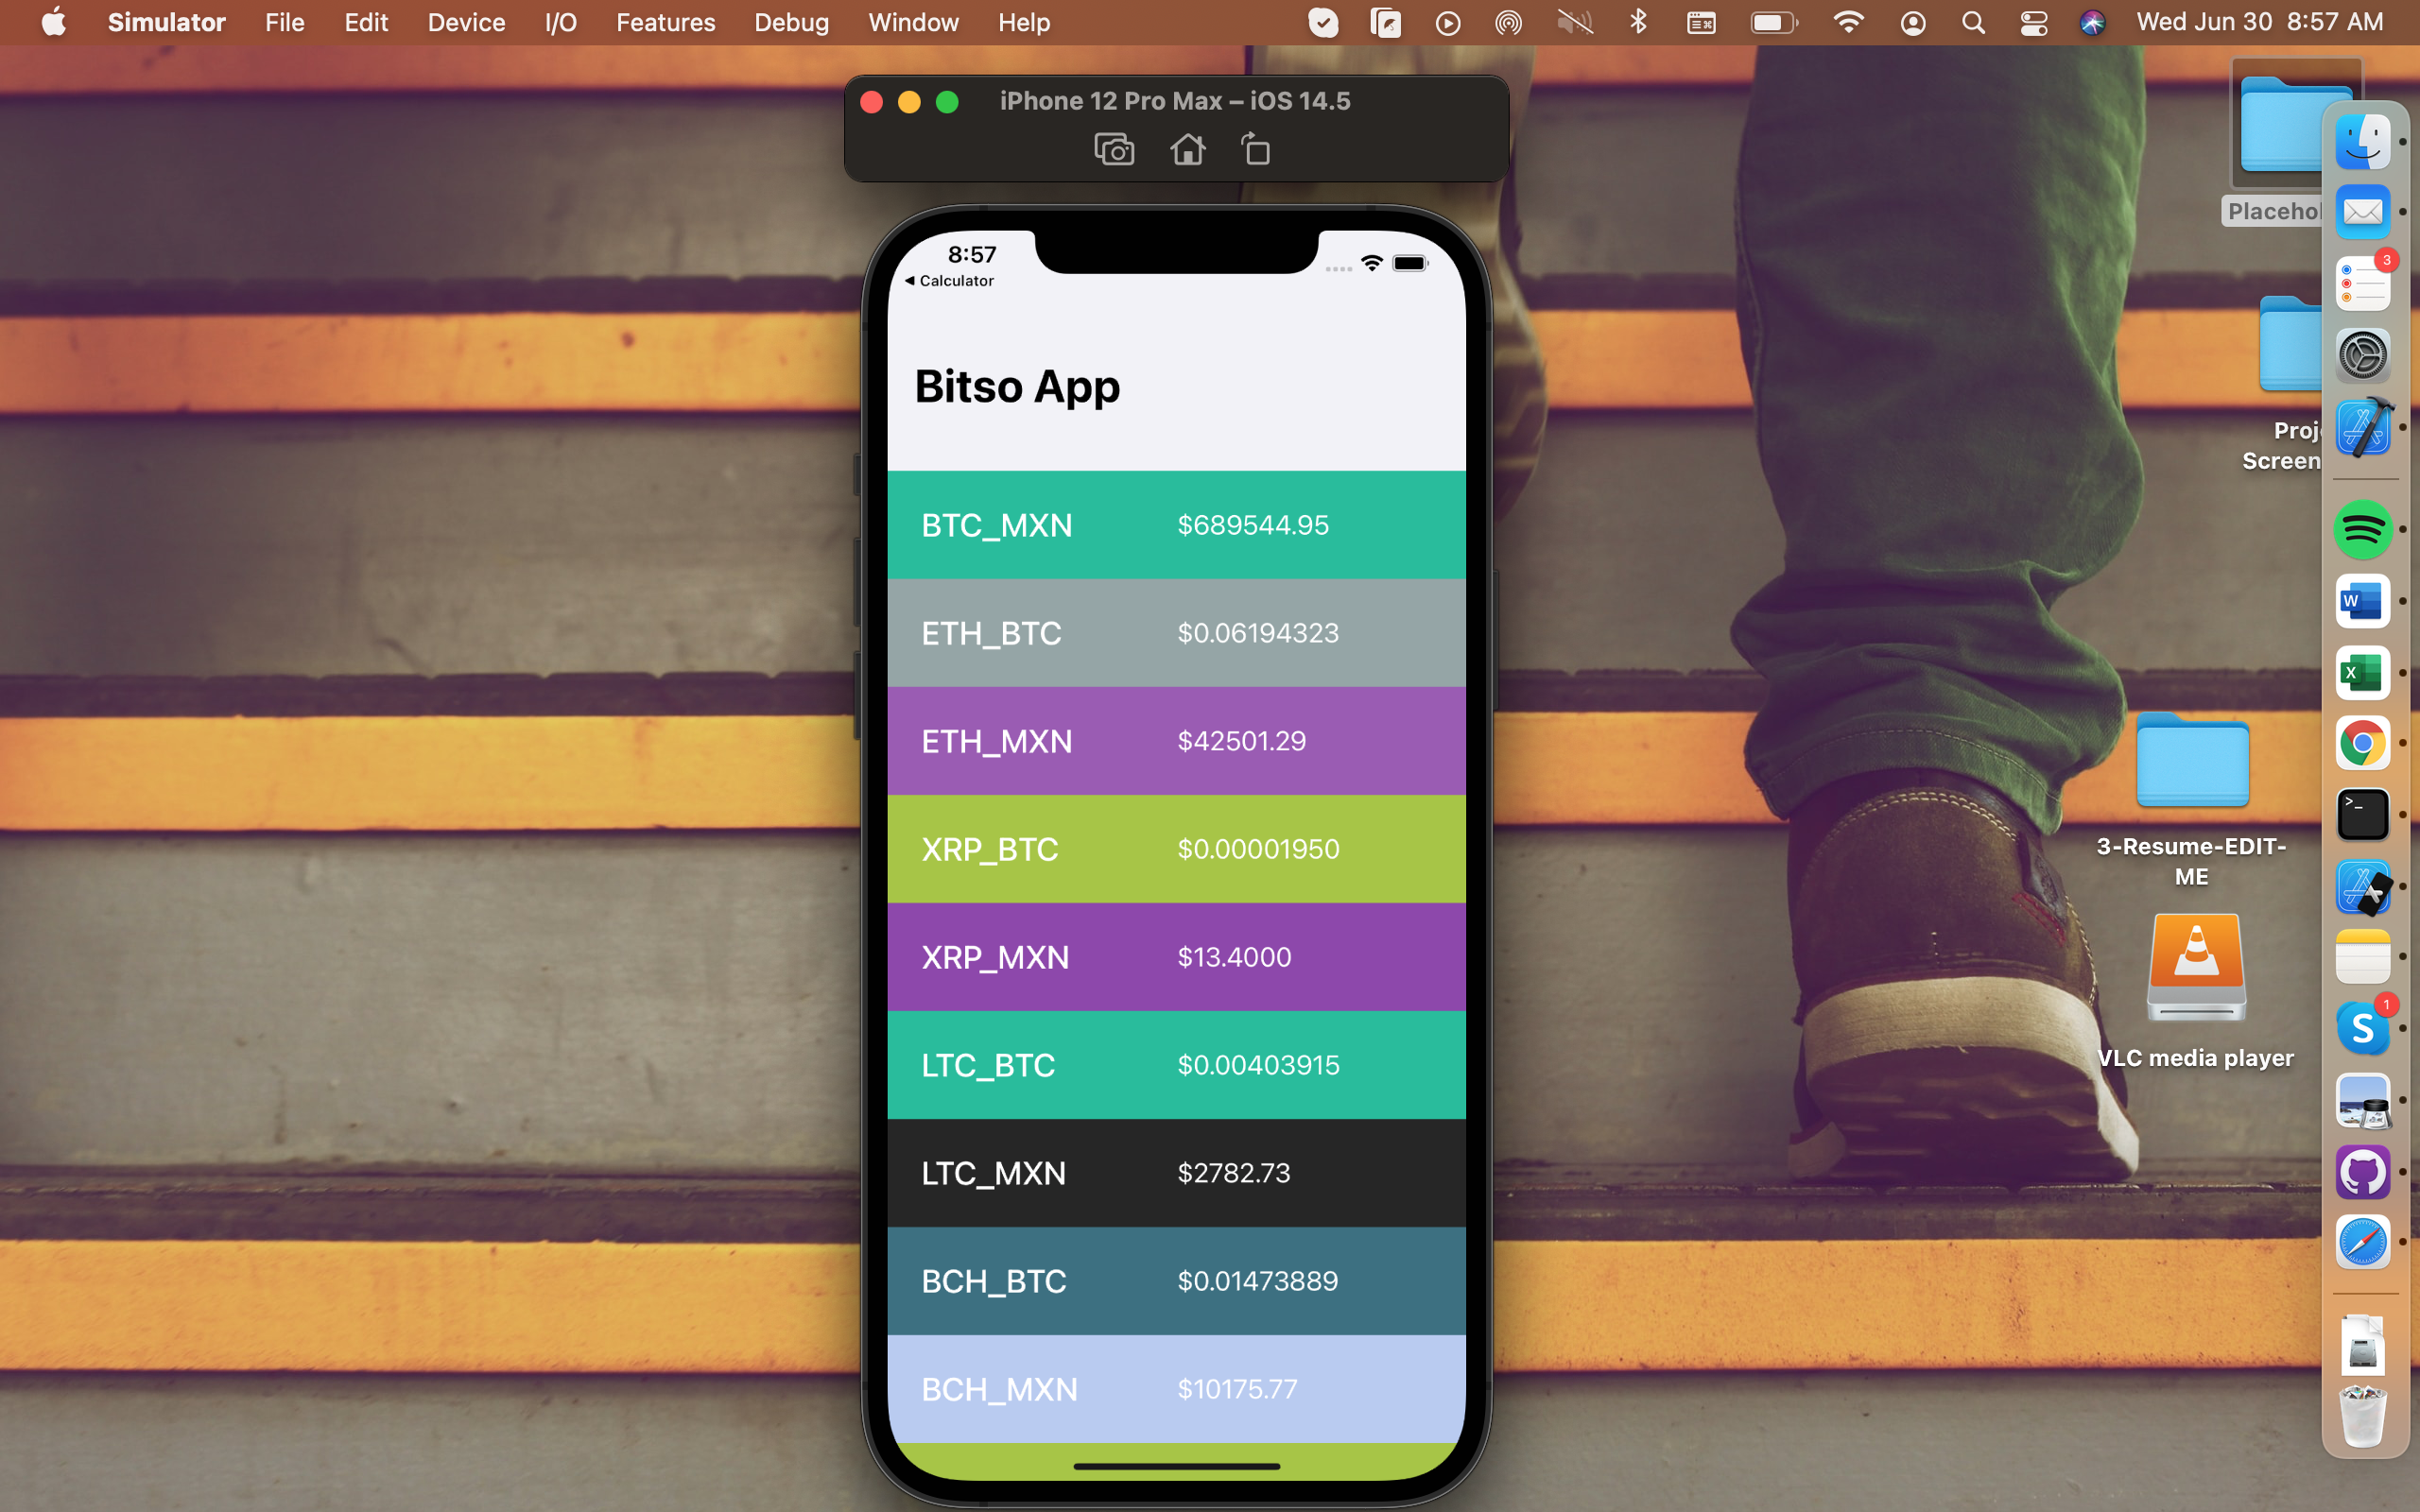 Simulator File Edit Device I/O Features Debug Window Help Wed Jun 30 8:57 AM
iPhone 12 Pro Max – iOS 14.5
8:57
Calculator
Bitso App
BTC_MXN $689544.95
ETH_BTC $0.06194323
ETH_MXN $42501.29
XRP_BTC $0.00001950
XRP_MXN $13.4000
LTC_BTC $0.00403915
LTC_MXN $2782.73
BCH_BTC $0.01473889
BCH_MXN $10175.77
3
W
X
>_
3-Resume-EDIT-
ME
1
S
VLC media player